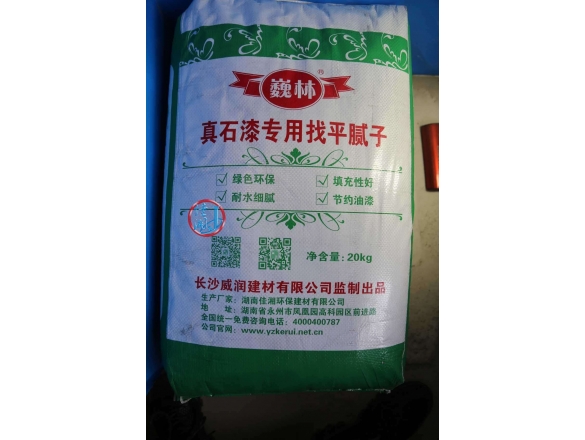 巍林
真石漆专用找平腻子
绿色环保 填充性好
耐水细腻 节约油漆
净含量:20kg
长沙威润建材有限公司监制出品
生产厂家:湖南佳湘环保建材有限公司
地 址:湖南省永州市凤凰园高科园区前进路
全国统一免费咨询电话:4000400787
公司官网:www.yzkerui.net.cn